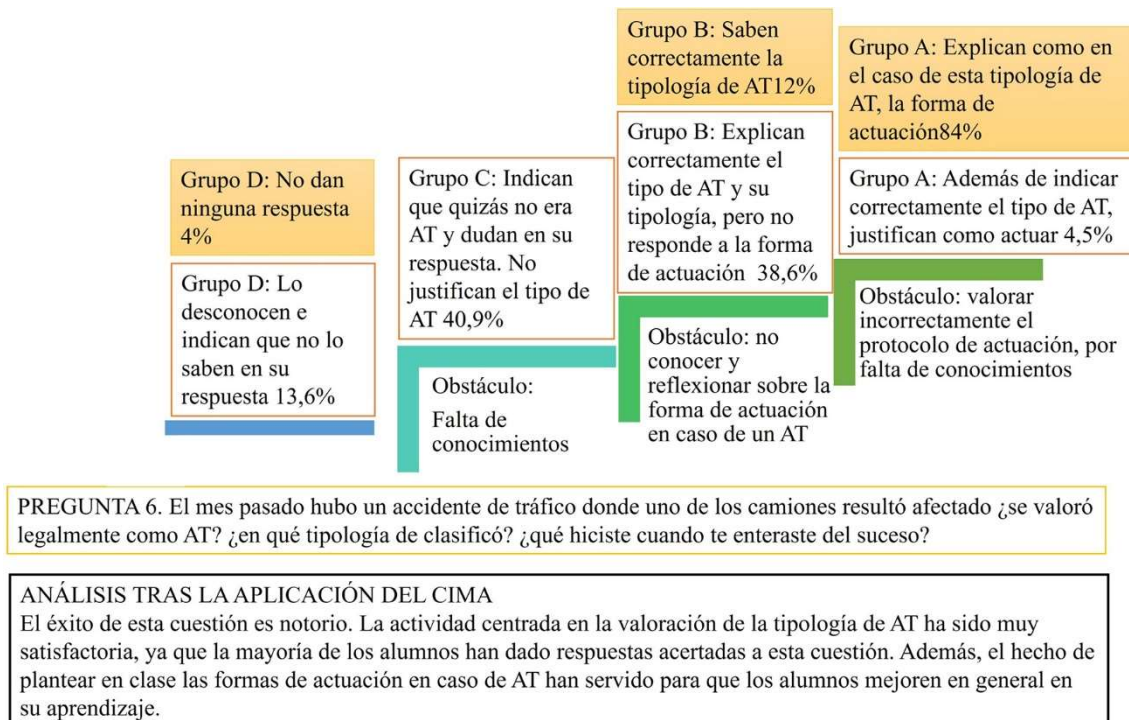 Grupo D: No dan
ninguna respuesta
4%
Grupo D: Lo
desconocen e
indican que no lo
saben en su
respuesta 13,6%
Grupo C: Indican
que quizás no era
AT y dudan en su
respuesta. No
justifican el tipo de
AT 40,9%
Obstáculo:
Falta de
conocimientos
Grupo B: Saben
correctamente la
tipología de AT12%
Grupo B: Explican
correctamente el
tipo de AT y su
tipología, pero no
responde a la forma
de actuación 38,6%
Obstáculo: no
conocer y
reflexionar sobre la
forma de actuación
en caso de un AT
Grupo A: Explican como en
el caso de esta tipología de
AT, la forma de
actuación84%
Grupo A: Además de indicar
correctamente el tipo de AT,
justifican como actuar 4,5%
Obstáculo: valorar
incorrectamente el
protocolo de actuación, por
falta de conocimientos
PREGUNTA 6. El mes pasado hubo un accidente de tráfico donde uno de los camiones resultó afectado ¿se valoró
legalmente como AT? ¿en qué tipología de clasificó? ¿qué hiciste cuando te enteraste del suceso?
ANÁLISIS TRAS LA APLICACIÓN DEL CIMA
El éxito de esta cuestión es notorio. La actividad centrada en la valoración de la tipología de AT ha sido muy
satisfactoria, ya que la mayoría de los alumnos han dado respuestas acertadas a esta cuestión. Además, el hecho de
plantear en clase las formas de actuación en caso de AT han servido para que los alumnos mejoren en general en
su aprendizaje.